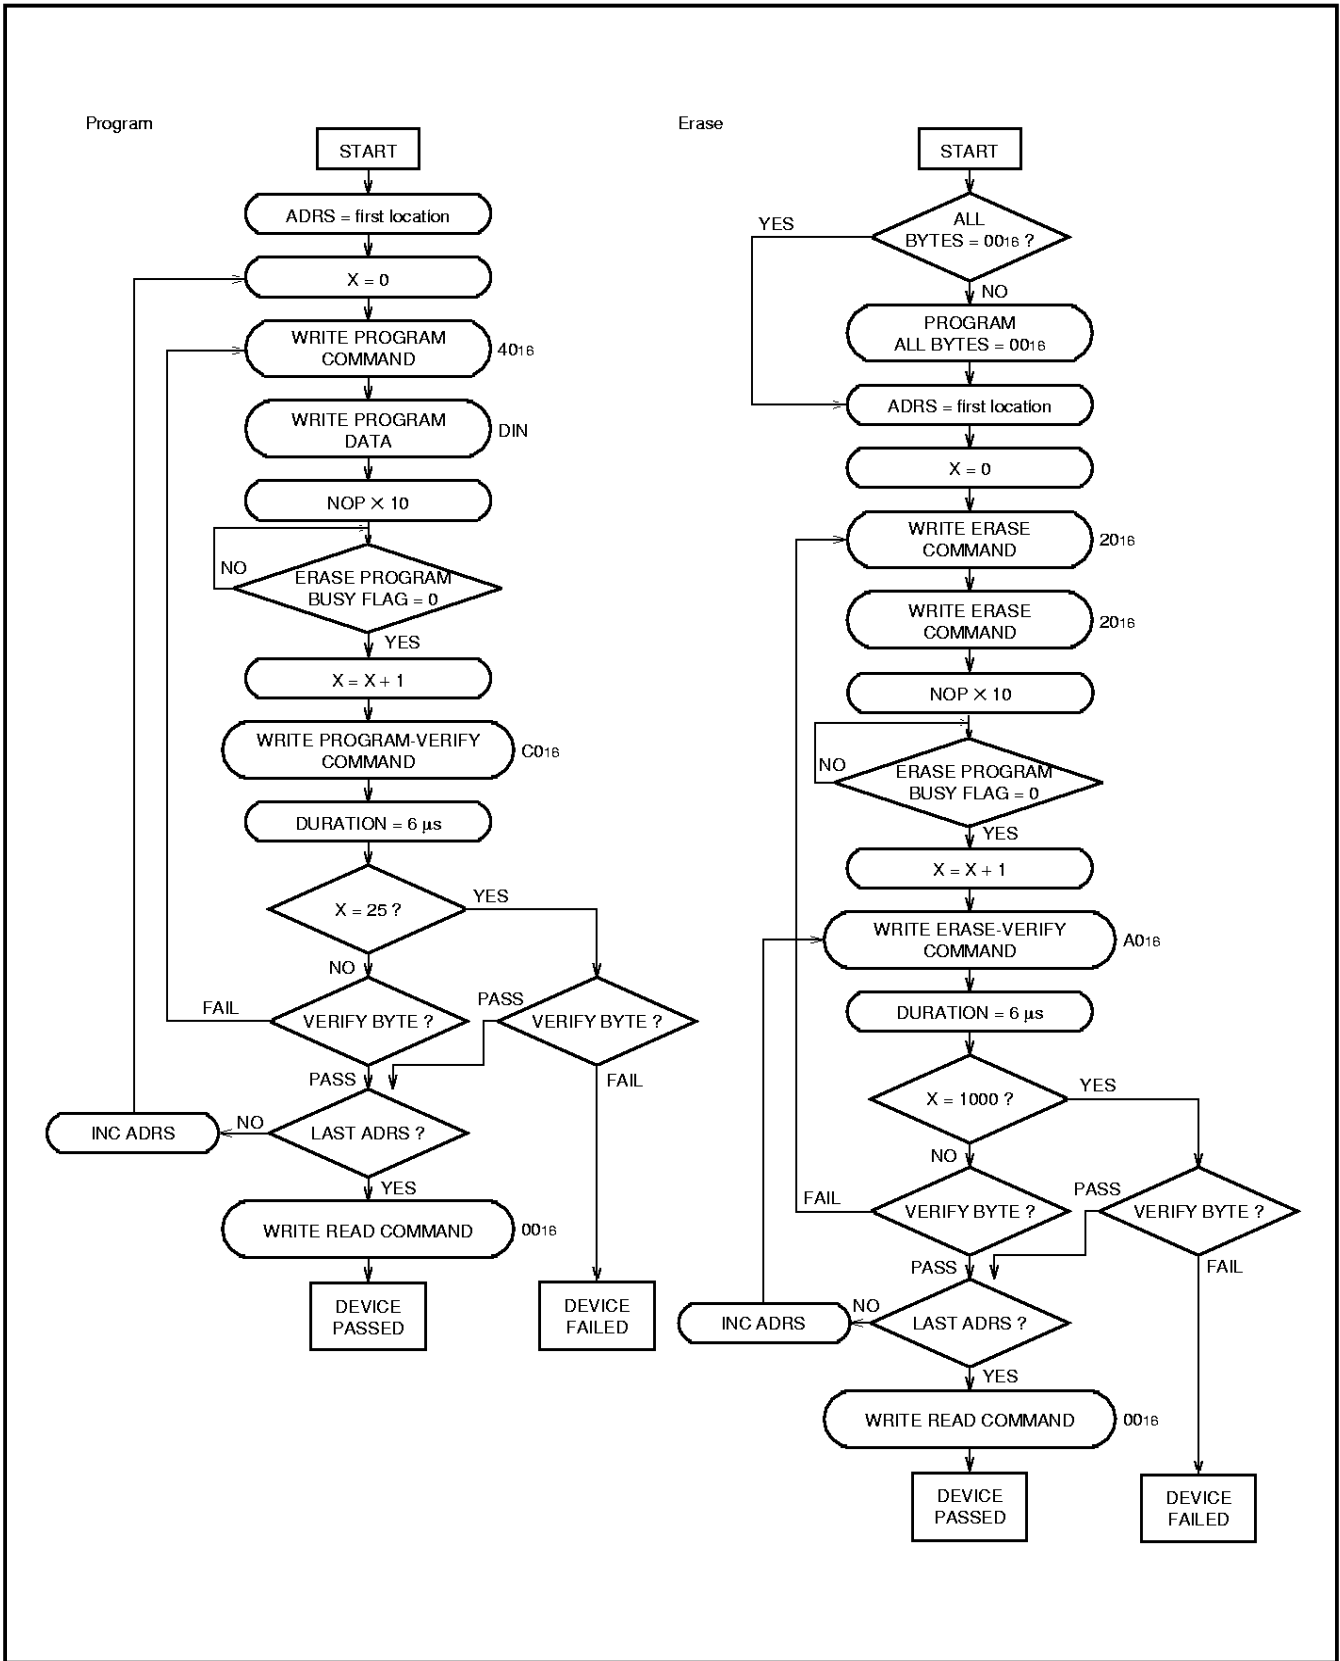 Program
START
ADRS = first location
X = 0
WRITE PROGRAM
COMMAND
4016
WRITE PROGRAM
DATA
DIN
NOP × 10
NO
ERASE PROGRAM
BUSY FLAG = 0
YES
X = X + 1
WRITE PROGRAM-VERIFY
COMMAND
C016
DURATION = 6 µs
X = 25 ?
YES
NO
FAIL
VERIFY BYTE ?
PASS
VERIFY BYTE ?
PASS
FAIL
INC ADRS
NO
LAST ADRS ?
YES
WRITE READ COMMAND
0016
DEVICE
PASSED
DEVICE
FAILED
Erase
START
YES
ALL
BYTES = 0016 ?
NO
PROGRAM
ALL BYTES = 0016
ADRS = first location
X = 0
WRITE ERASE
COMMAND
2016
WRITE ERASE
COMMAND
2016
NOP × 10
NO
ERASE PROGRAM
BUSY FLAG = 0
YES
X = X + 1
WRITE ERASE-VERIFY
COMMAND
A016
DURATION = 6 µs
X = 1000 ?
YES
NO
FAIL
VERIFY BYTE ?
PASS
VERIFY BYTE ?
PASS
FAIL
INC ADRS
NO
LAST ADRS ?
YES
WRITE READ COMMAND
0016
DEVICE
PASSED
DEVICE
FAILED